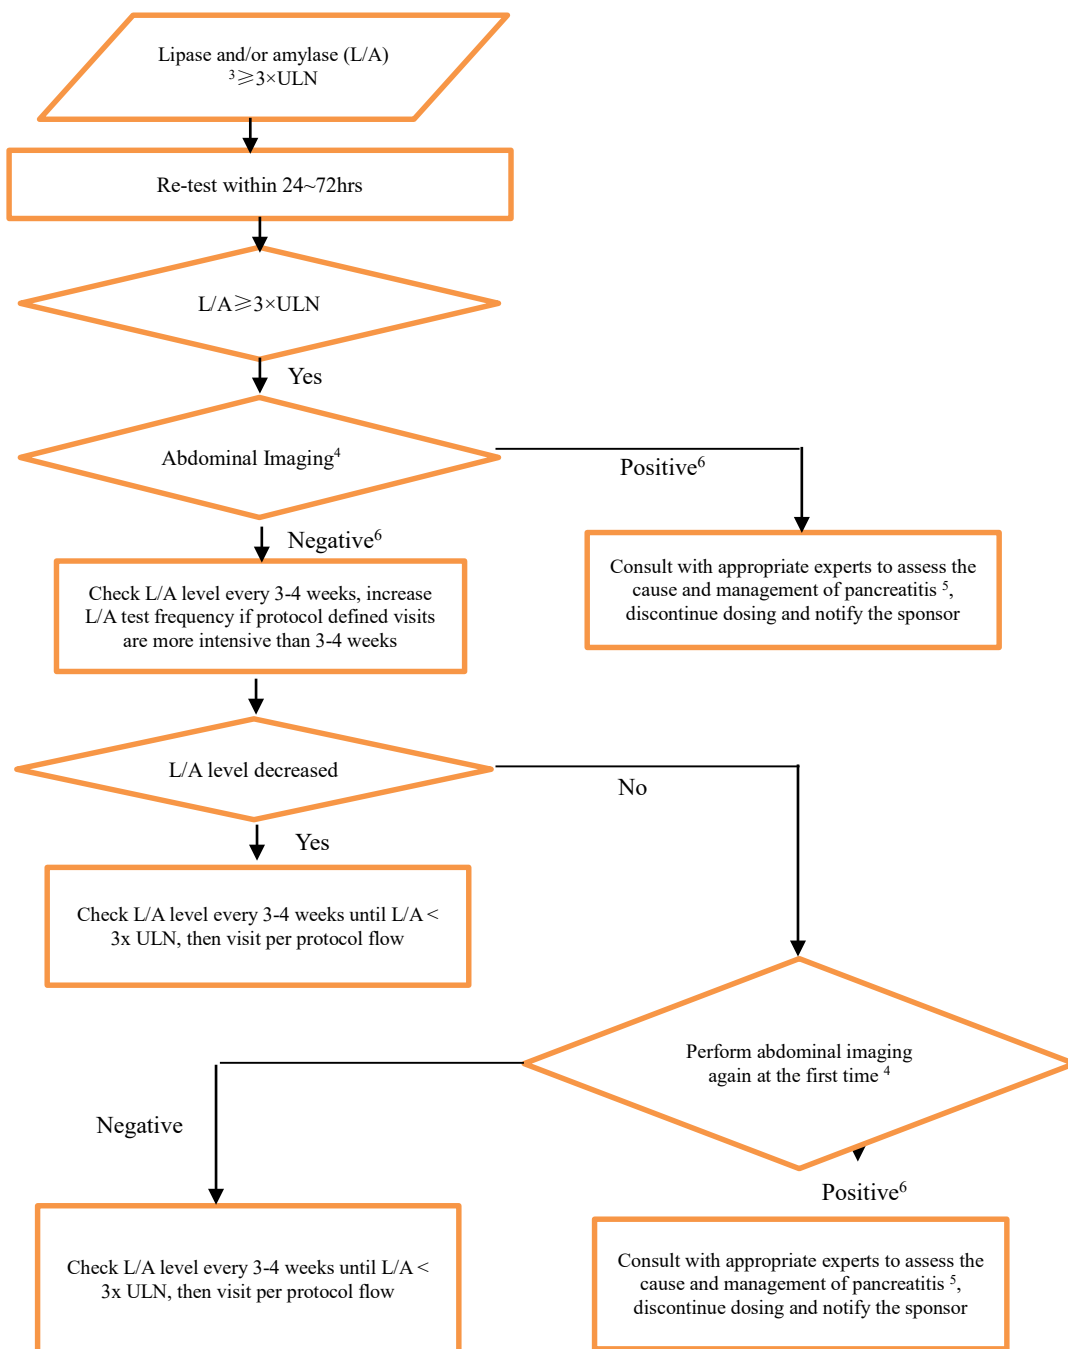 Lipase and/or amylase (L/A)
³≥3×ULN
Re-test within 24~72hrs
L/A≥3×ULN
Yes
Abdominal Imaging⁴
Positive⁶
Negative⁶
Consult with appropriate experts to assess the
cause and management of pancreatitis ⁵,
discontinue dosing and notify the sponsor
Check L/A level every 3-4 weeks, increase
L/A test frequency if protocol defined visits
are more intensive than 3-4 weeks
L/A level decreased
No
Yes
Check L/A level every 3-4 weeks until L/A <
3x ULN, then visit per protocol flow
Perform abdominal imaging
again at the first time ⁴
Negative
Positive⁶
Check L/A level every 3-4 weeks until L/A <
3x ULN, then visit per protocol flow
Consult with appropriate experts to assess the
cause and management of pancreatitis ⁵,
discontinue dosing and notify the sponsor